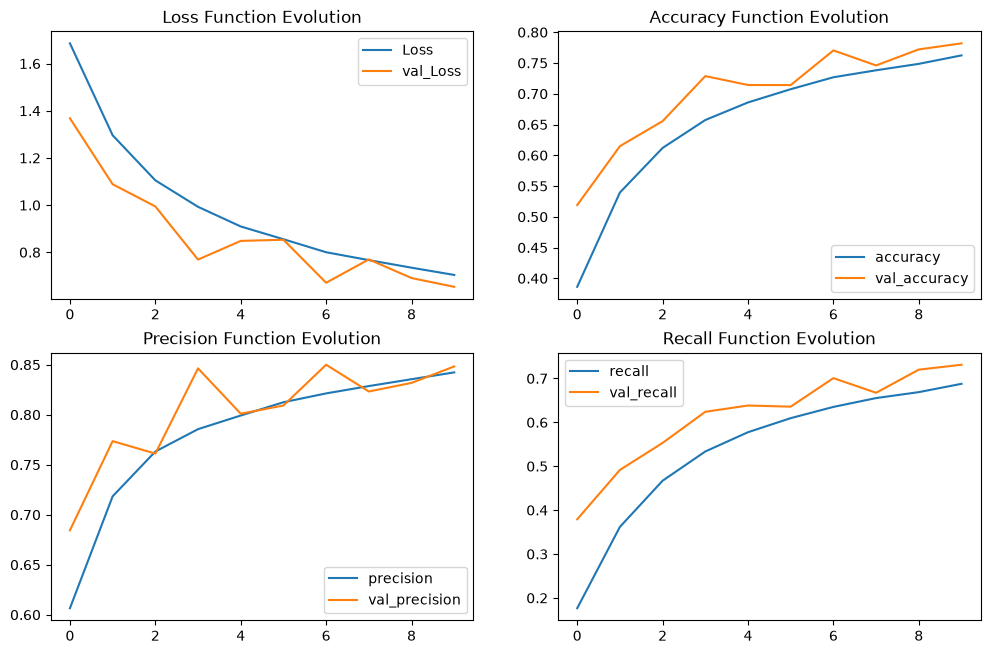 Loss Function Evolution
1.6
1.4
1.2
1.0
0.8
0 2 4 6 8
Loss
val_Loss
Accuracy Function Evolution
0.80
0.75
0.70
0.65
0.60
0.55
0.50
0.45
0.40
0 2 4 6 8
accuracy
val_accuracy
Precision Function Evolution
0.85
0.80
0.75
0.70
0.65
0.60
0 2 4 6 8
precision
val_precision
Recall Function Evolution
0.7
0.6
0.5
0.4
0.3
0.2
0 2 4 6 8
recall
val_recall